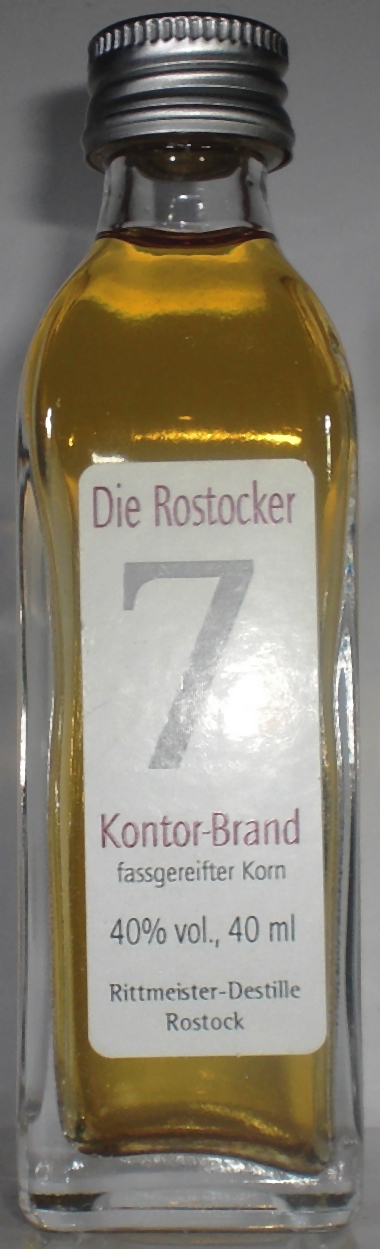 Die Rostocker
7
Kontor-Brand
fassgereifter Korn
40% vol., 40 ml
Rittmeister-Destille
Rostock